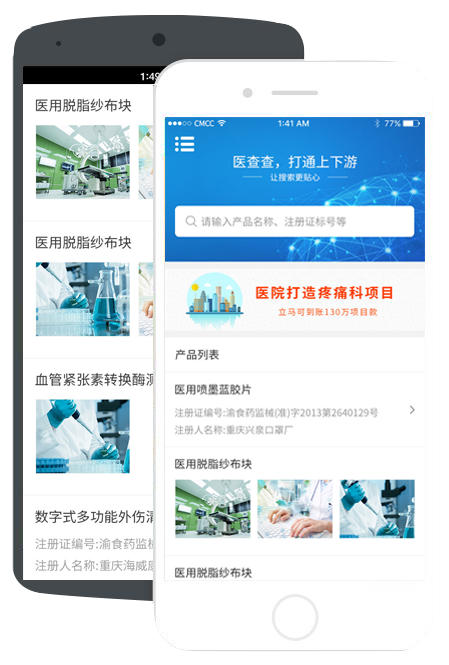 1:49
医用脱脂纱布块
医用脱脂纱布块
血管紧张素转换酶测
数字式多功能外伤清
注册证编号:渝食药监械
注册人名称:重庆海威康
CMCC
1:41 AM
77%
医查查，打通上下游
让搜索更贴心
请输入产品名称、注册证标号等
医院打造疼痛科项目
立马可到账130万项目款
产品列表
医用喷墨蓝胶片
注册证编号:渝食药监械(准)字2013第2640129号
注册人名称:重庆兴泉口罩厂
医用脱脂纱布块
医用脱脂纱布块